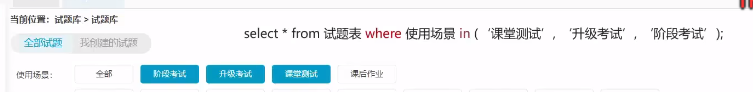 当前位置：试题库 > 试题库
select * from 试题表 where 使用场景 in (‘课堂测试’,‘升级考试’,‘阶段考试’);
全部试题 我创建的试题
使用场景： 全部 阶段考试 升级考试 课堂测试 课后作业